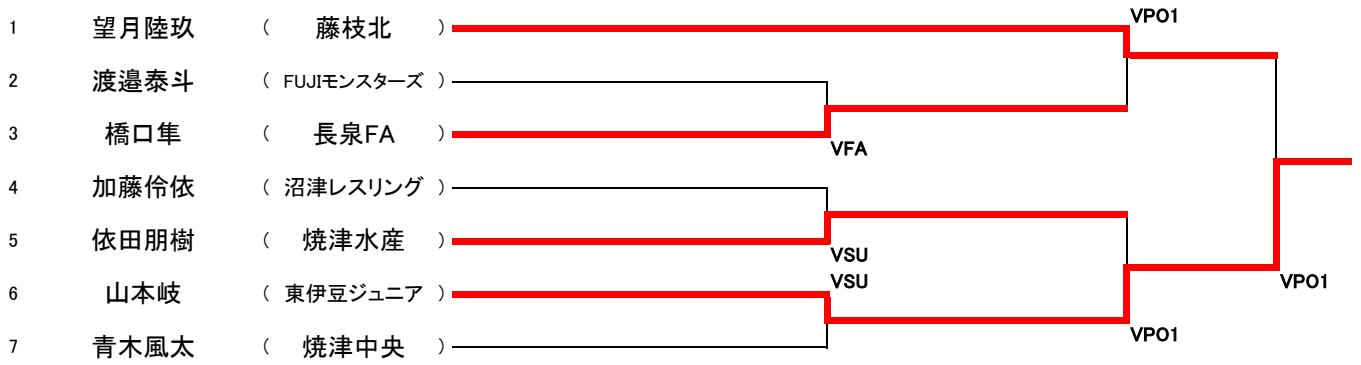 VPO1
1 望月陸玖 ( 藤枝北 )
2 渡邉泰斗 ( FUJIモンスターズ )
3 橋口隼 ( 長泉FA )
VFA
4 加藤伶依 ( 沼津レスリング )
5 依田朋樹 ( 焼津水産 )
VSU
VSU
6 山本岐 ( 東伊豆ジュニア )
VPO1
VPO1
7 青木風太 ( 焼津中央 )